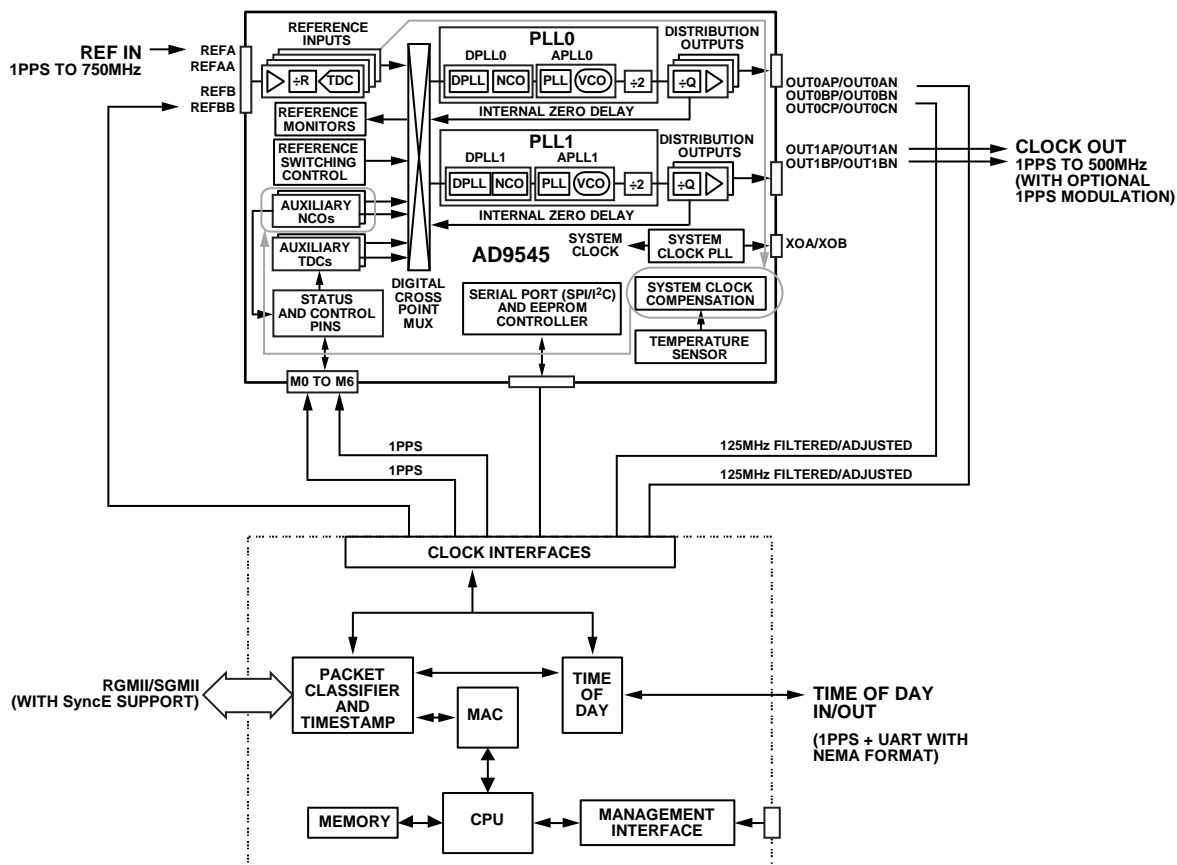 REF IN
1PPS TO 750MHz
REFA
REFAA
REFB
REFBB
REFERENCE
INPUTS
÷R
TDC
REFERENCE
MONITORS
REFERENCE
SWITCHING
CONTROL
AUXILIARY
NCOs
AUXILIARY
TDCs
STATUS
AND CONTROL
PINS
M0 TO M6
DIGITAL
CROSS
POINT
MUX
PLL0
DPLL0
APLL0
DPLL
NCO
PLL
VCO
÷2
INTERNAL ZERO DELAY
DISTRIBUTION
OUTPUTS
÷Q
PLL1
DPLL1
APLL1
DPLL
NCO
PLL
VCO
÷2
INTERNAL ZERO DELAY
DISTRIBUTION
OUTPUTS
÷Q
AD9545
SYSTEM
CLOCK
SYSTEM
CLOCK PLL
XOA/XOB
SERIAL PORT (SPI/I²C)
AND EEPROM
CONTROLLER
SYSTEM CLOCK
COMPENSATION
TEMPERATURE
SENSOR
OUT0AP/OUT0AN
OUT0BP/OUT0BN
OUT0CP/OUT0CN
OUT1AP/OUT1AN
OUT1BP/OUT1BN
CLOCK OUT
1PPS TO 500MHz
(WITH OPTIONAL
1PPS MODULATION)
1PPS
1PPS
125MHz FILTERED/ADJUSTED
125MHz FILTERED/ADJUSTED
CLOCK INTERFACES
RGMII/SGMII
(WITH SyncE SUPPORT)
PACKET
CLASSIFIER
AND
TIMESTAMP
MAC
TIME
OF
DAY
TIME OF DAY
IN/OUT
(1PPS + UART WITH
NEMA FORMAT)
MEMORY
CPU
MANAGEMENT
INTERFACE